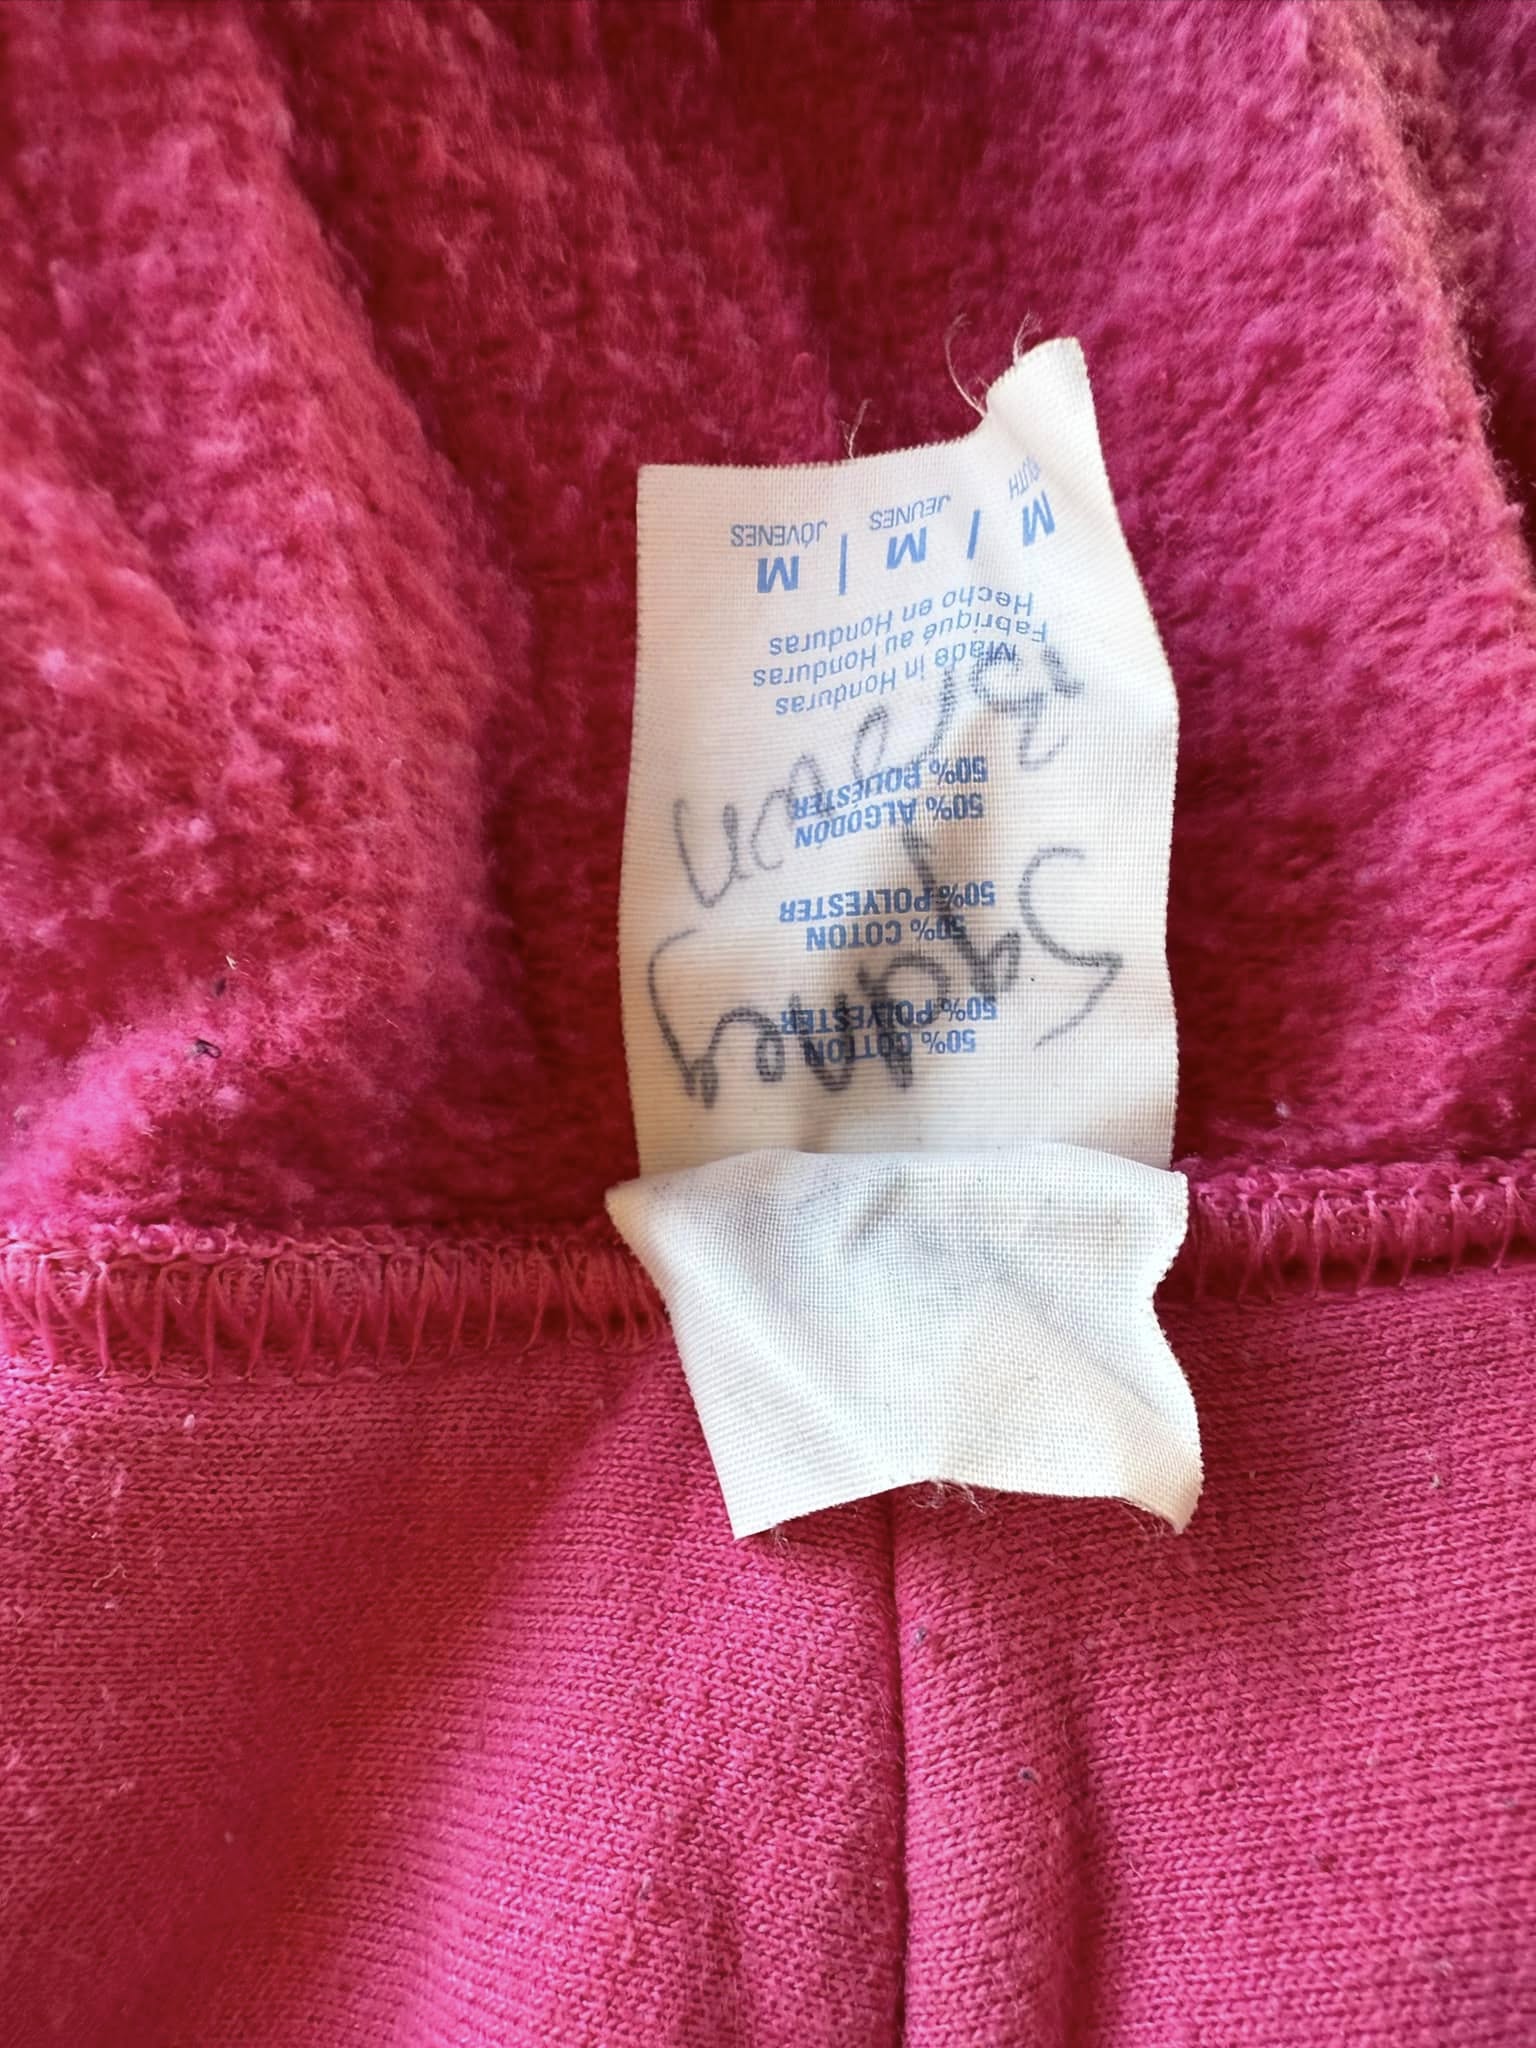 M | M | M
YOUTH JEUNES JÓVENES
Made in Honduras
Fabriqué au Honduras
Hecho en Honduras
50% COTTON
50% POLYESTER
50% COTON
50% POLYESTER
50% ALGODÓN
50% POLIÉSTER